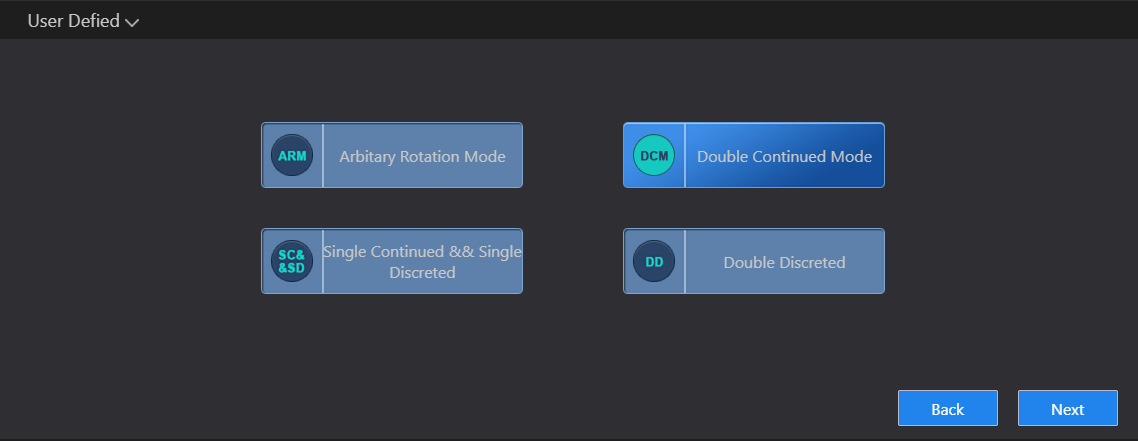 User Defied
ARM
Arbitary Rotation Mode
DCM
Double Continued Mode
SC&
&SD
Single Continued && Single
Discreted
DD
Double Discreted
Back
Next